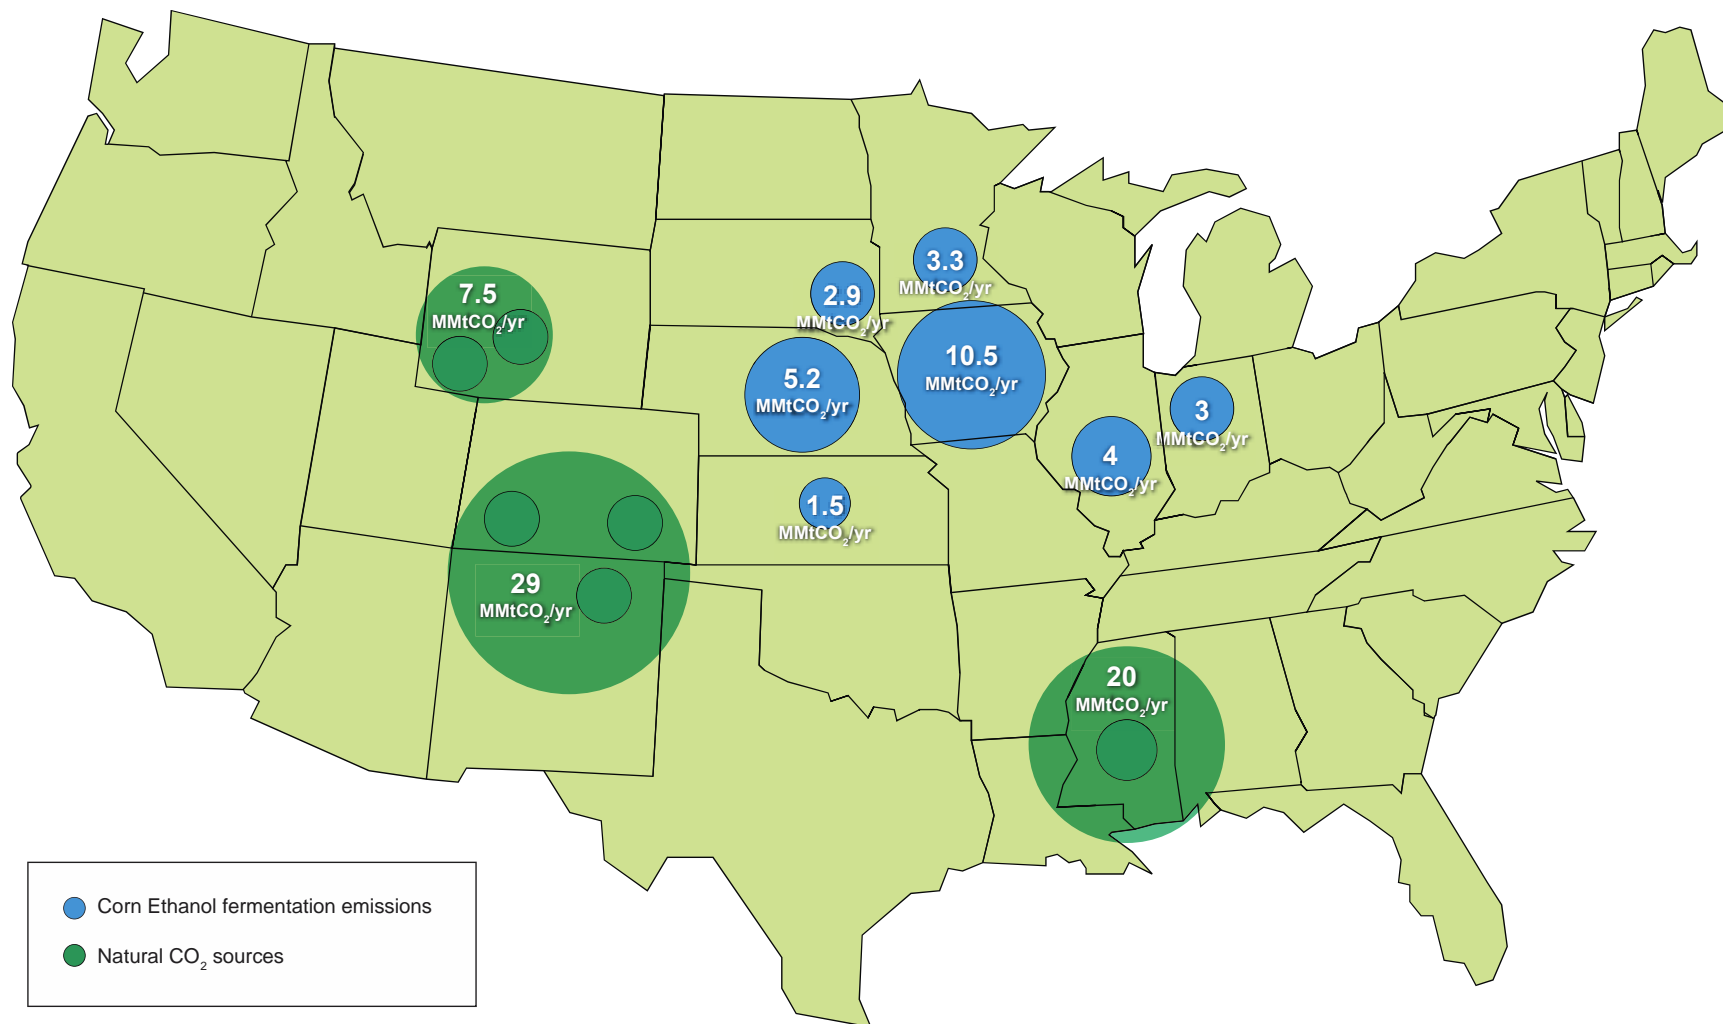 3.3
MMtCO₂/yr
7.5
MMtCO₂/yr
2.9
MMtCO₂/yr
10.5
MMtCO₂/yr
5.2
MMtCO₂/yr
3
MMtCO₂/yr
4
MMtCO₂/yr
1.5
MMtCO₂/yr
29
MMtCO₂/yr
20
MMtCO₂/yr
Corn Ethanol fermentation emissions
Natural CO₂ sources